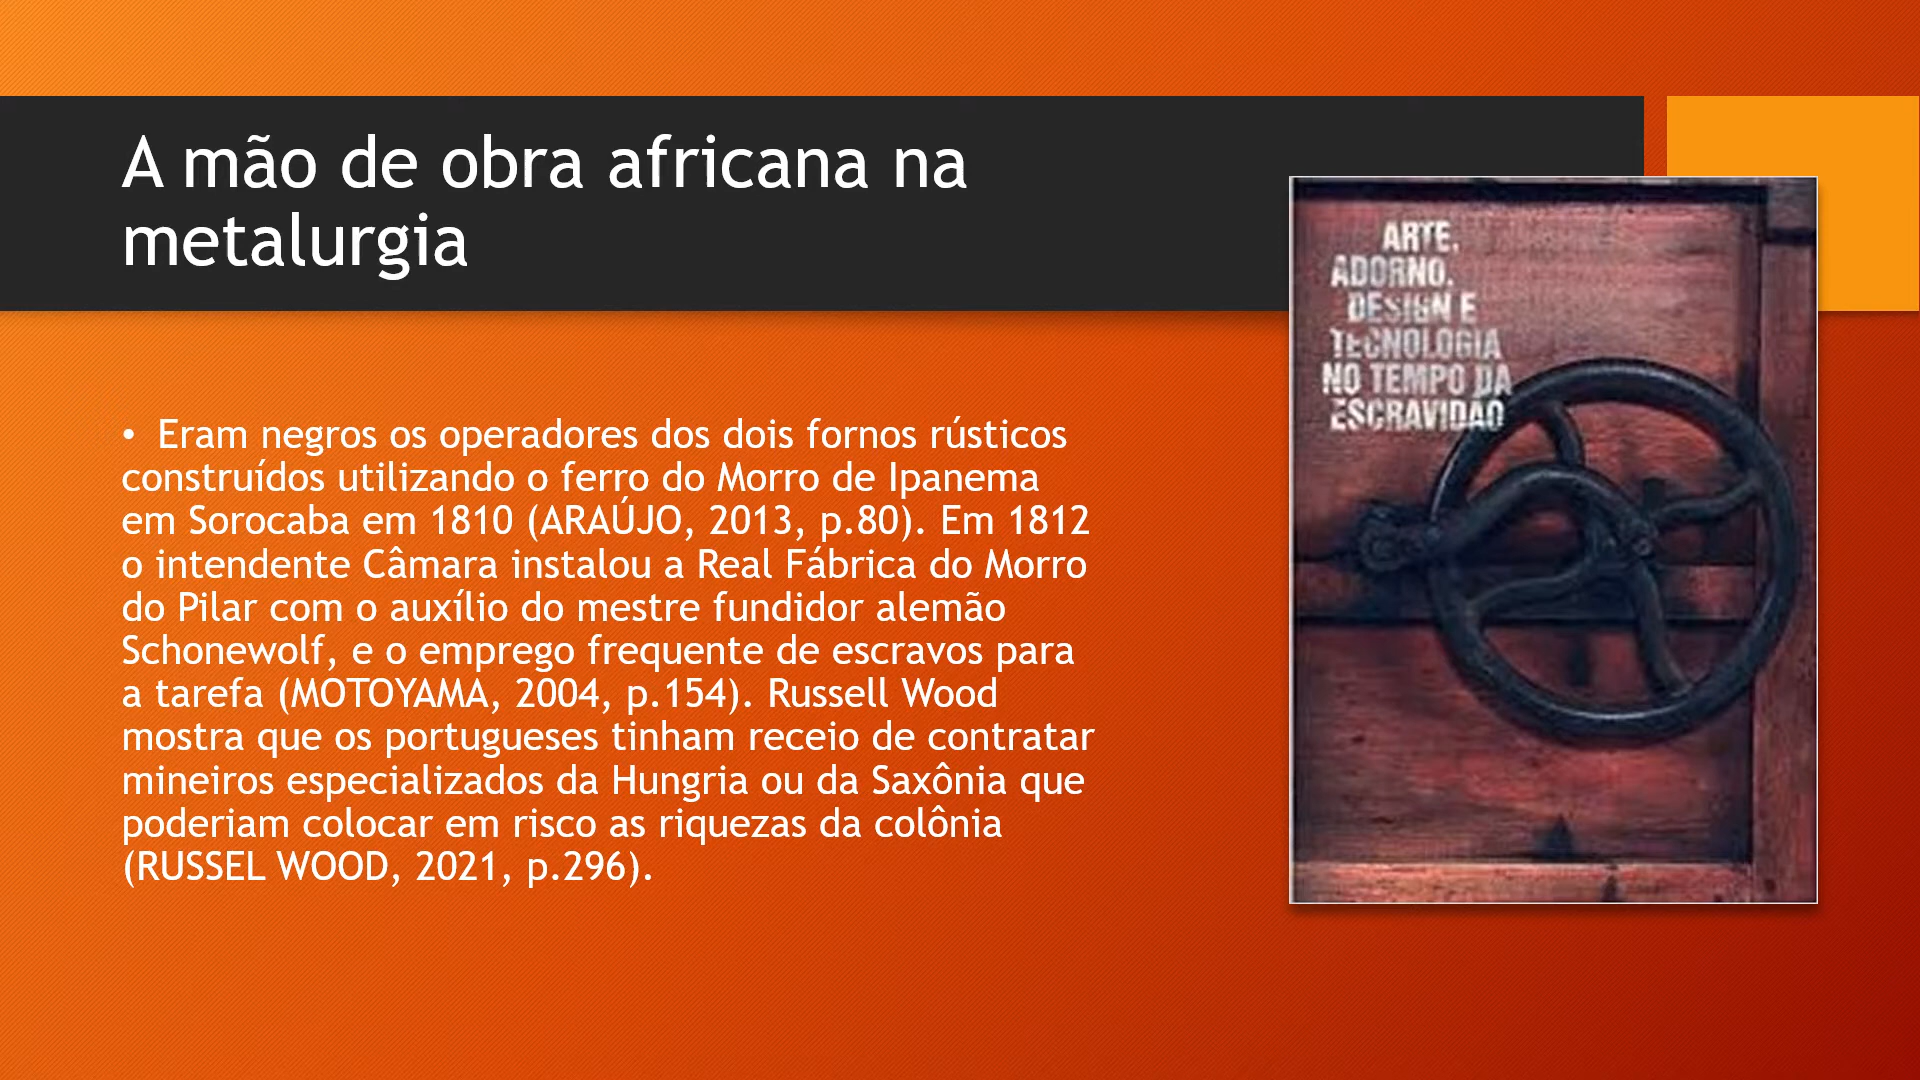 A mão de obra africana na
metalurgia
• Eram negros os operadores dos dois fornos rústicos
construídos utilizando o ferro do Morro de Ipanema
em Sorocaba em 1810 (ARAÚJO, 2013, p.80). Em 1812
o intendente Câmara instalou a Real Fábrica do Morro
do Pilar com o auxílio do mestre fundidor alemão
Schonewolf, e o emprego frequente de escravos para
a tarefa (MOTOYAMA, 2004, p.154). Russell Wood
mostra que os portugueses tinham receio de contratar
mineiros especializados da Hungria ou da Saxônia que
poderiam colocar em risco as riquezas da colônia
(RUSSEL WOOD, 2021, p.296).
ARTE,
ADORNO,
DESIGN E
TECNOLOGIA
NO TEMPO DA
ESCRAVIDÃO